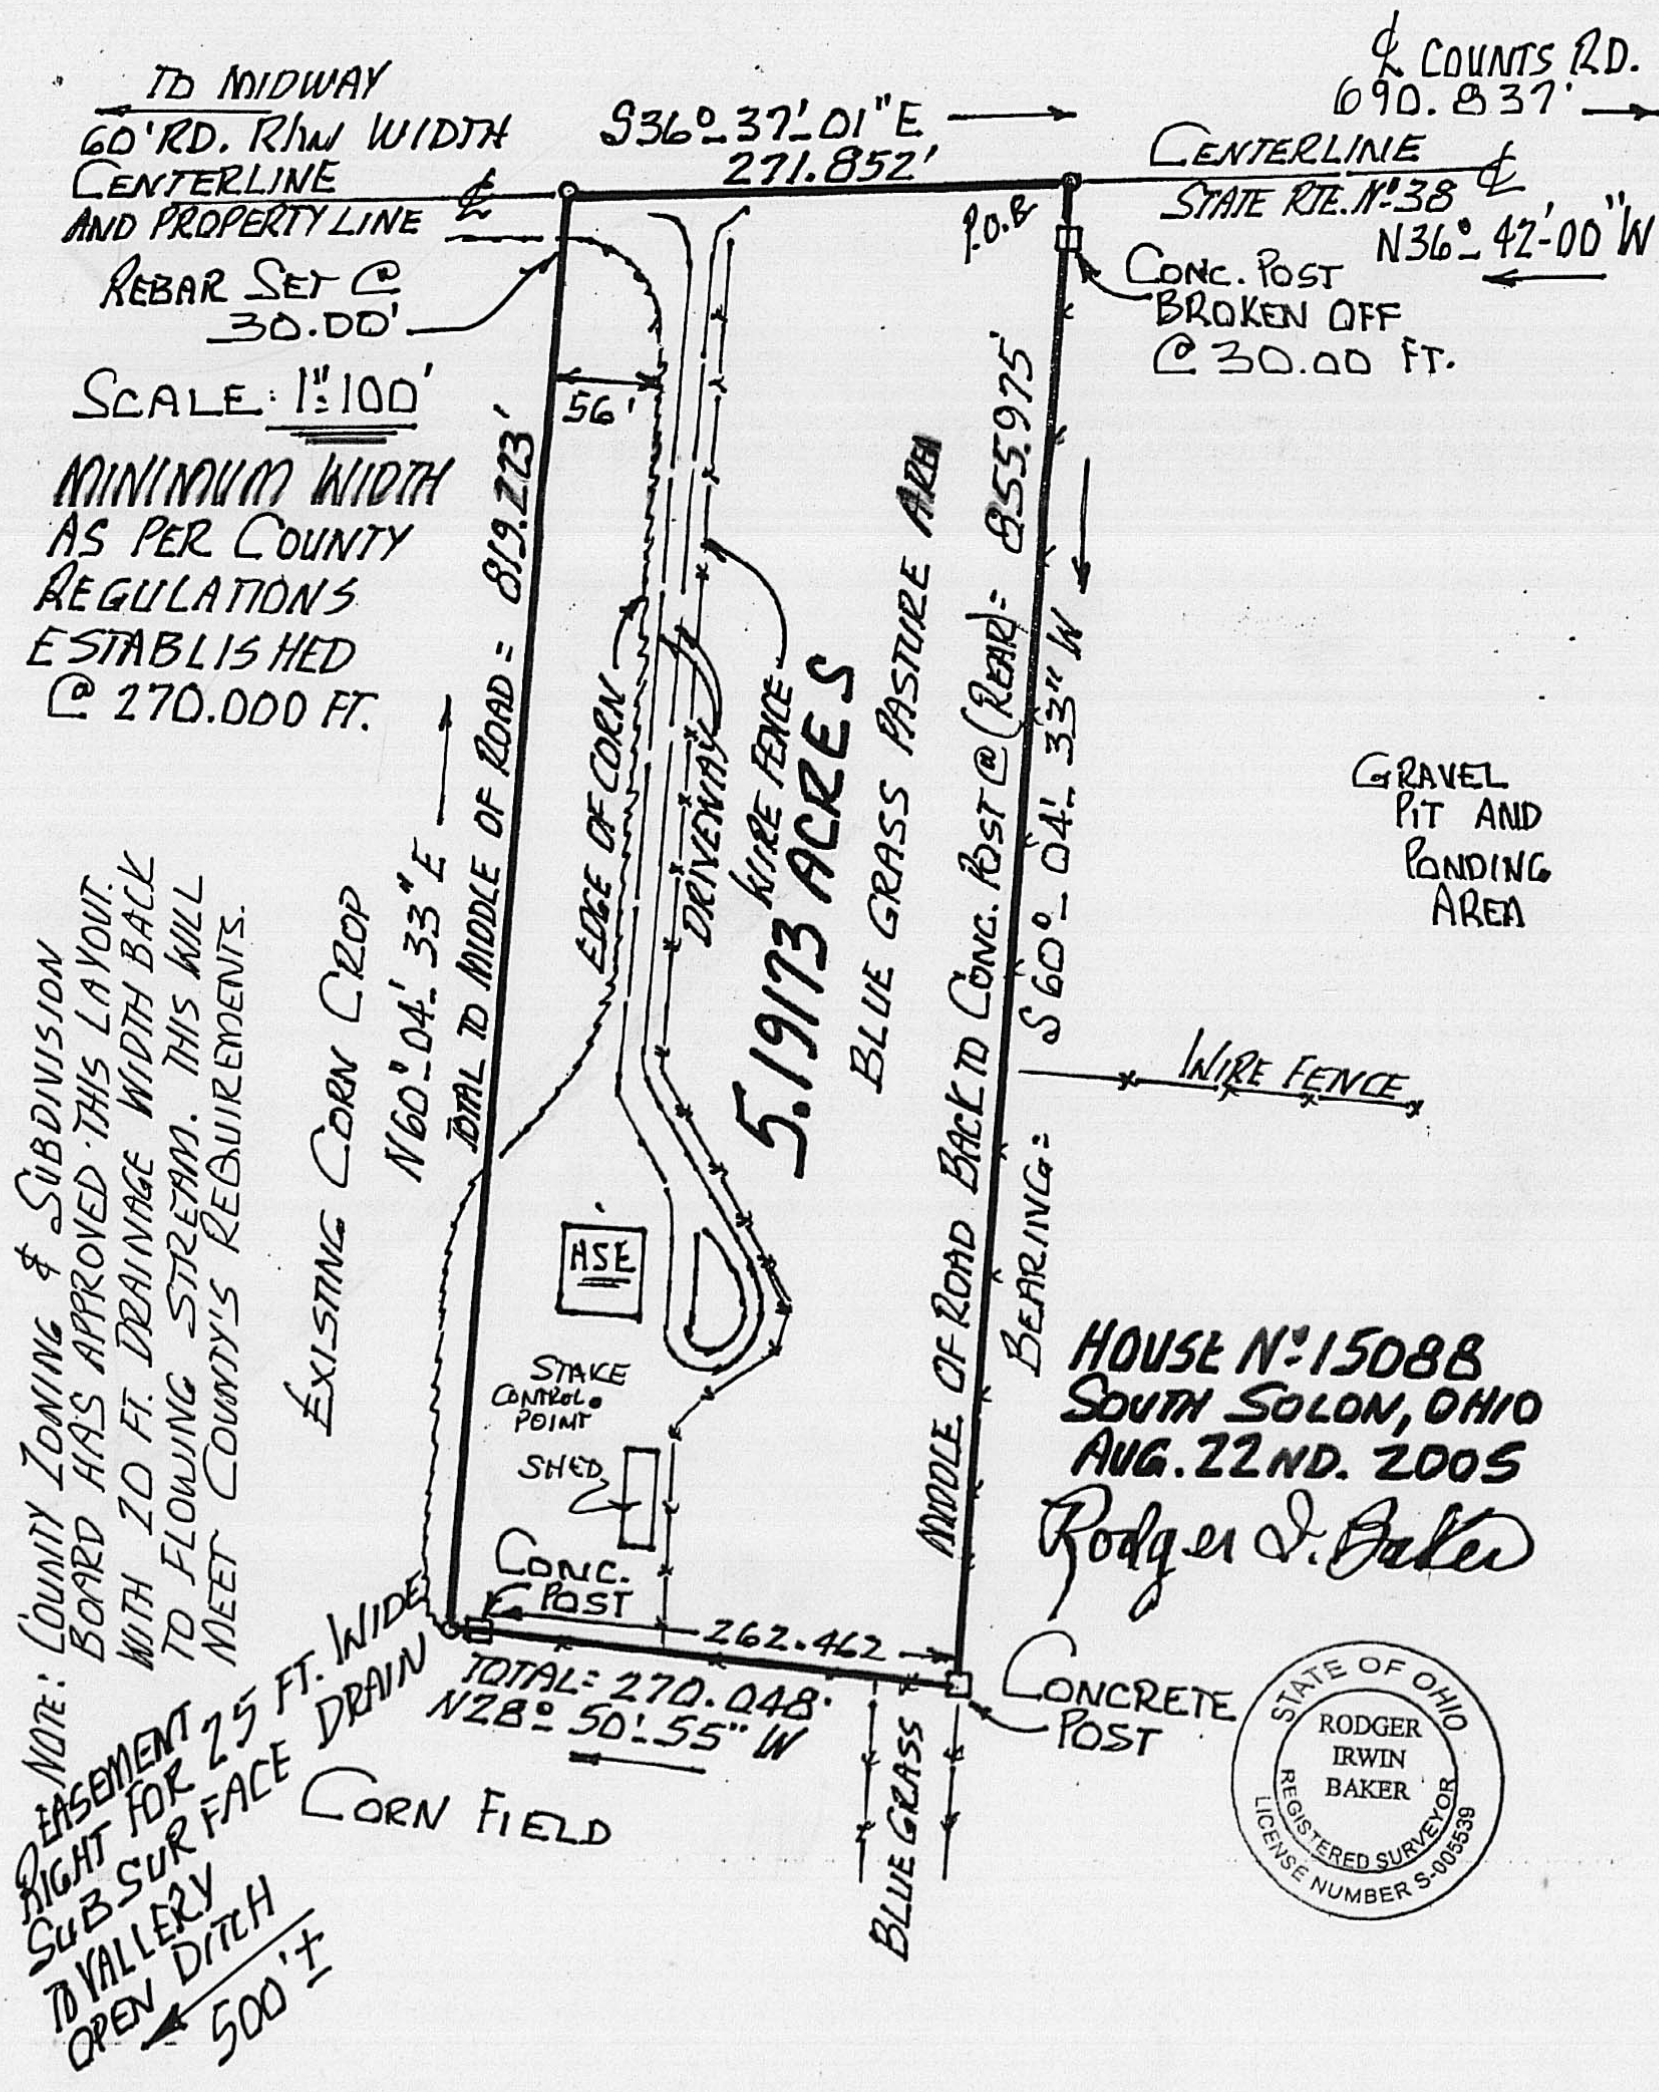 TO MIDWAY
60' RD. R/W WIDTH
CENTERLINE ℄
AND PROPERTY LINE
S36°-37'-01"E
271.852'
℄ COUNTS RD.
690.837'
CENTERLINE ℄
STATE RTE. Nº 38
N36°-42'-00"W
P.O.B
CONC. POST
BROKEN OFF
@ 30.00 FT.
REBAR SET @
30.00'
SCALE: 1"=100'
56'
MINIMUM WIDTH
AS PER COUNTY
REGULATIONS
ESTABLISHED
@ 270.000 FT.
N60°-04'-33"E
TOTAL TO MIDDLE OF ROAD = 819.273'
EXISTING CORN CROP
EDGE OF CORN
DRIVEWAY
WIRE FENCE
5.1973 ACRES
BLUE GRASS PASTURE AREA
MIDDLE OF ROAD BACK TO CONC. POST @ (REAR) = 855.975'
BEARING = S60°-04'-33"W
GRAVEL
PIT AND
PONDING
AREA
WIRE FENCE
NOTE: COUNTY ZONING & SUBDIVISION
BOARD HAS APPROVED THIS LAYOUT.
WITH 20 FT. DRAINAGE WIDTH BACK
TO FLOWING STREAM. THIS WILL
MEET COUNTY'S REQUIREMENTS.
HSE
STAKE
CONTROL
POINT
SHED
CONC.
POST
262.462
TOTAL = 270.048'
N28°-50'-55"W
CONCRETE
POST
HOUSE Nº 15088
SOUTH SOLON, OHIO
AUG. 22ND. 2005
Rodger I. Baker
EASEMENT
RIGHT FOR 25 FT. WIDE
SUBSURFACE DRAIN
TO VALLERY
OPEN DITCH
500'±
CORN FIELD
BLUE GRASS
STATE OF OHIO
RODGER
IRWIN
BAKER
REGISTERED SURVEYOR
LICENSE NUMBER S-005539